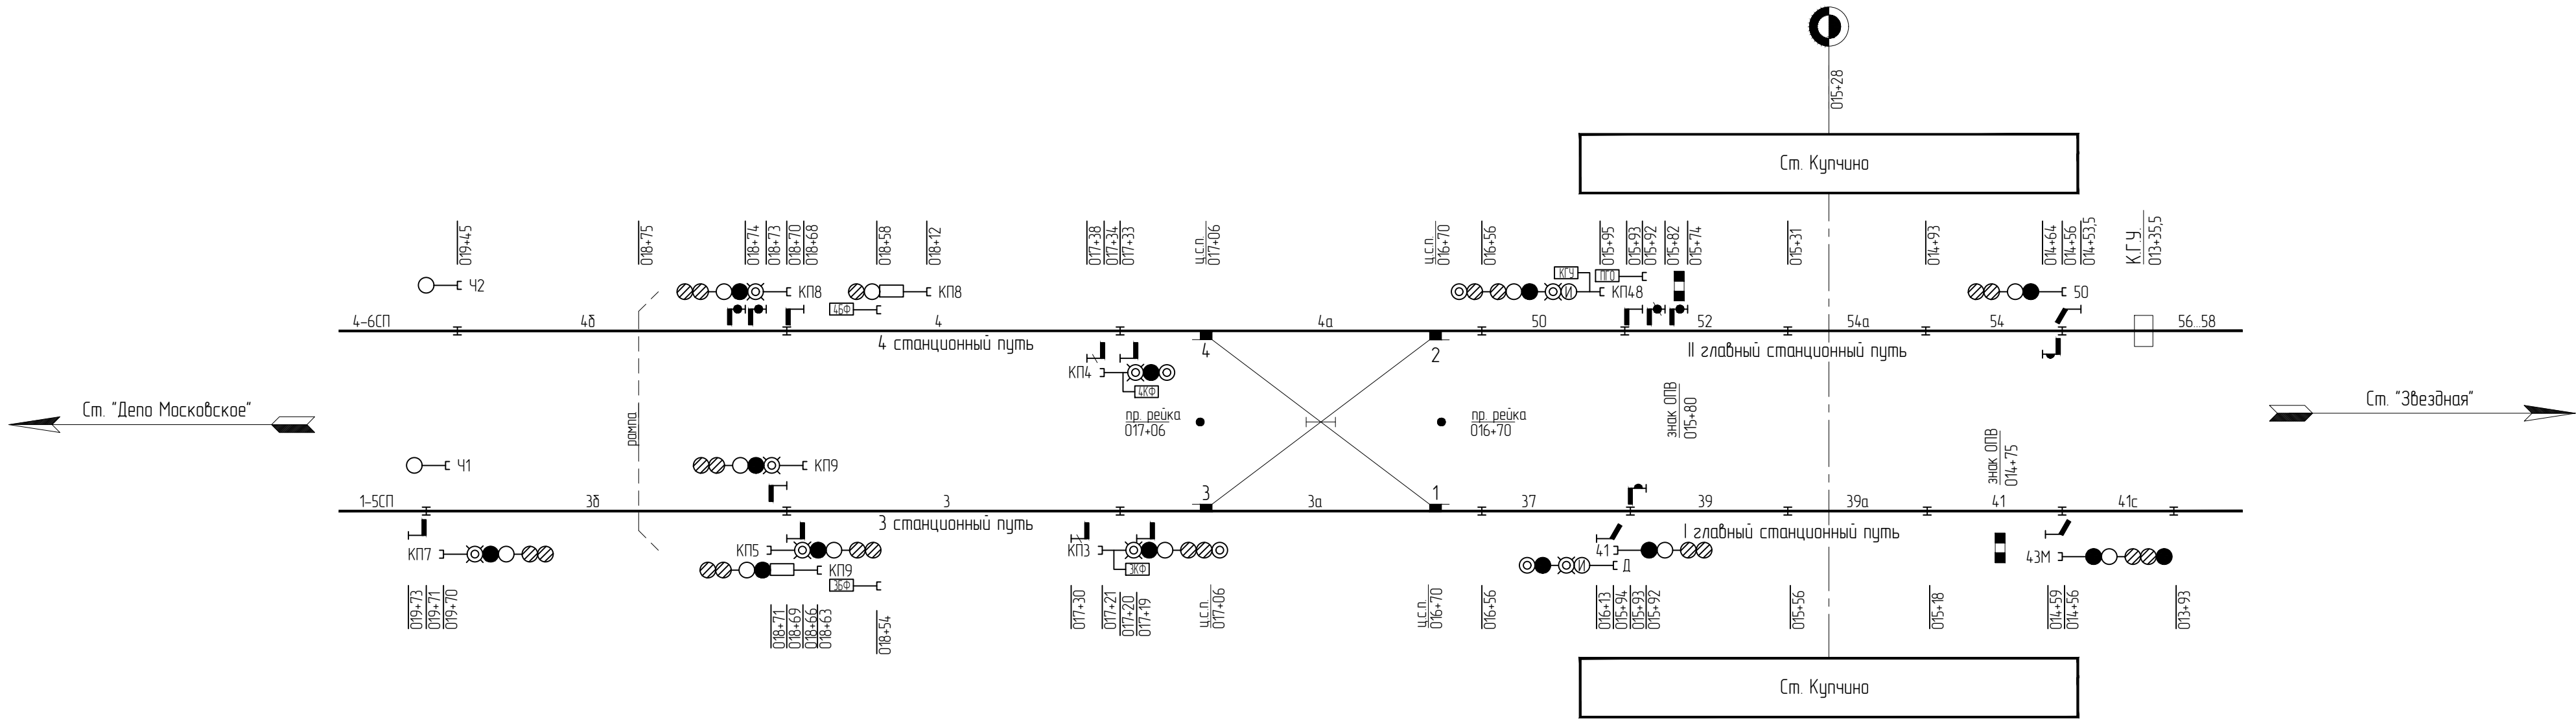 015+28
Ст. Купчино
019+45
018+75
018+74
018+73
018+70
018+68
018+58
018+12
017+38
017+34
017+33
ц.с.п.
017+06
ц.с.п.
016+70
016+56
015+95
015+93
015+92
015+82
015+74
015+31
014+93
014+64
014+56
014+53,5
К.Г.У.
013+35,5
Ч2
КП8
4БФ
КП8
КГУ
ПГО
КП48
50
4-6СП
4б
4
4а
50
52
54а
54
56...58
4 станционный путь
II главный станционный путь
4
2
КП4
4КФ
Ст. "Депо Московское"
рампа
пр. рейка
017+06
пр. рейка
016+70
знак ОПВ
015+80
знак ОПВ
014+75
Ст. "Звездная"
Ч1
КП9
3
1
1-5СП
3б
3
3а
37
39
39а
41
41с
3 станционный путь
I главный станционный путь
КП7
КП5
КП9
3БФ
КП3
3КФ
41
Д
43М
019+73
019+71
019+70
018+71
018+69
018+66
018+63
018+54
017+30
017+21
017+20
017+19
ц.с.п.
017+06
ц.с.п.
016+70
016+56
016+13
015+94
015+93
015+92
015+56
015+18
014+59
014+56
013+93
И
И
Ст. Купчино